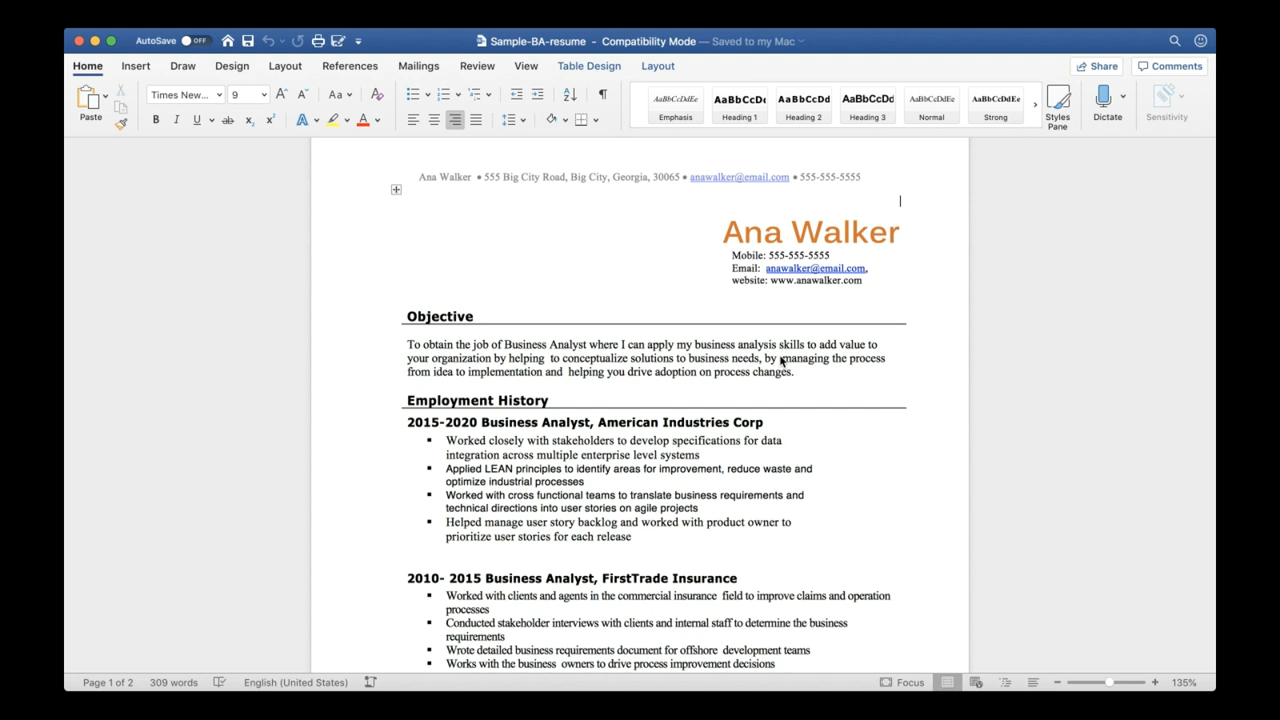 AutoSave OFF Sample-BA-resume - Compatibility Mode — Saved to my Mac
Home Insert Draw Design Layout References Mailings Review View Table Design Layout Share Comments
Paste Times New... 9 Aa AaBbCcDdEe Emphasis AaBbCcDc Heading 1 AaBbCcDd Heading 2 AaBbCcDd Heading 3 AaBbCcDdEe Normal AaBbCcDdEe Strong Styles Pane Dictate Sensitivity
B I U ab x2 x2 A A
Ana Walker • 555 Big City Road, Big City, Georgia, 30065 • anawalker@email.com • 555-555-5555
Ana Walker
Mobile: 555-555-5555
Email: anawalker@email.com,
website: www.anawalker.com
Objective
To obtain the job of Business Analyst where I can apply my business analysis skills to add value to
your organization by helping to conceptualize solutions to business needs, by managing the process
from idea to implementation and helping you drive adoption on process changes.
Employment History
2015-2020 Business Analyst, American Industries Corp
▪ Worked closely with stakeholders to develop specifications for data
integration across multiple enterprise level systems
▪ Applied LEAN principles to identify areas for improvement, reduce waste and
optimize industrial processes
▪ Worked with cross functional teams to translate business requirements and
technical directions into user stories on agile projects
▪ Helped manage user story backlog and worked with product owner to
prioritize user stories for each release
2010- 2015 Business Analyst, FirstTrade Insurance
▪ Worked with clients and agents in the commercial insurance field to improve claims and operation
processes
▪ Conducted stakeholder interviews with clients and internal staff to determine the business
requirements
▪ Wrote detailed business requirements document for offshore development teams
▪ Works with the business owners to drive process improvement decisions
Page 1 of 2 309 words English (United States) Focus 135%